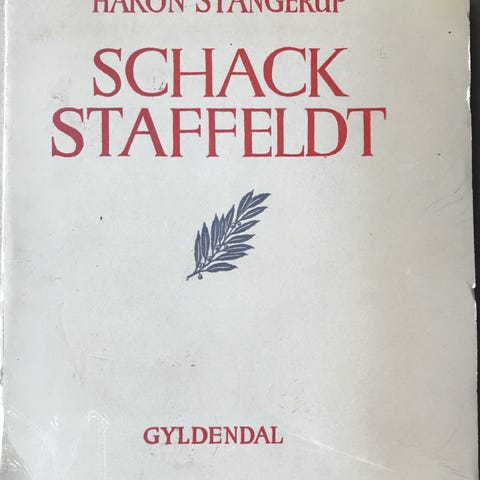 HAKON STANGERUP
SCHACK
STAFFELDT
GYLDENDAL